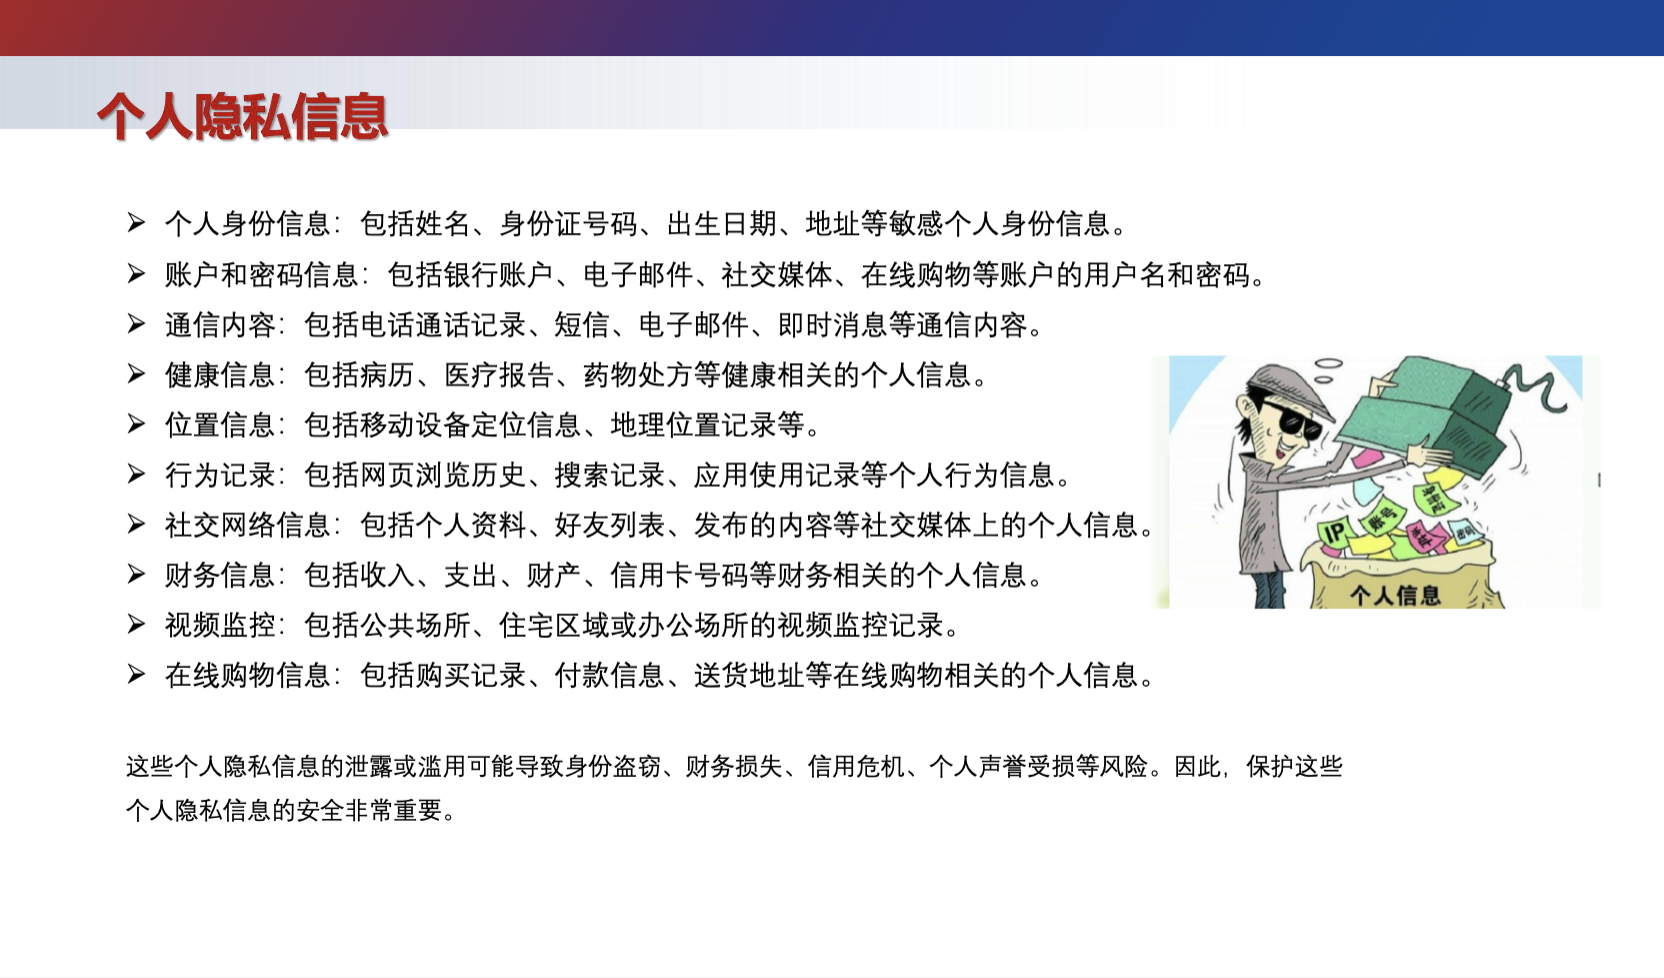 个人隐私信息
个人身份信息：包括姓名、身份证号码、出生日期、地址等敏感个人身份信息。
账户和密码信息：包括银行账户、电子邮件、社交媒体、在线购物等账户的用户名和密码。
通信内容：包括电话通话记录、短信、电子邮件、即时消息等通信内容。
健康信息：包括病历、医疗报告、药物处方等健康相关的个人信息。
位置信息：包括移动设备定位信息、地理位置记录等。
行为记录：包括网页浏览历史、搜索记录、应用使用记录等个人行为信息。
社交网络信息：包括个人资料、好友列表、发布的内容等社交媒体上的个人信息。
财务信息：包括收入、支出、财产、信用卡号码等财务相关的个人信息。
视频监控：包括公共场所、住宅区域或办公场所的视频监控记录。
在线购物信息：包括购买记录、付款信息、送货地址等在线购物相关的个人信息。
IP
个人信息
这些个人隐私信息的泄露或滥用可能导致身份盗窃、财务损失、信用危机、个人声誉受损等风险。因此，保护这些
个人隐私信息的安全非常重要。